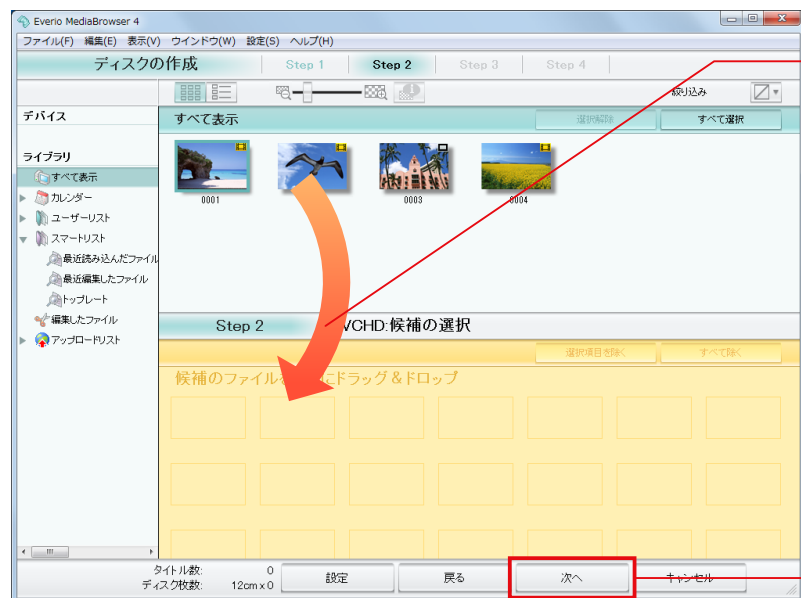 Everio MediaBrowser 4
ファイル(F) 編集(E) 表示(V) ウインドウ(W) 設定(S) ヘルプ(H)
ディスクの作成 Step 1 Step 2 Step 3 Step 4
絞り込み
デバイス
すべて表示 選択解除 すべて選択
ライブラリ
すべて表示
カレンダー
ユーザーリスト
スマートリスト
最近読み込んだファイル
最近編集したファイル
トップレート
編集したファイル
アップロードリスト
0001 0003 0004
Step 2 VCHD:候補の選択
選択項目を除く すべて除く
候補のファイル にドラッグ&ドロップ
タイトル数: 0
ディスク枚数: 12cm x 0
設定 戻る 次へ キャンセル